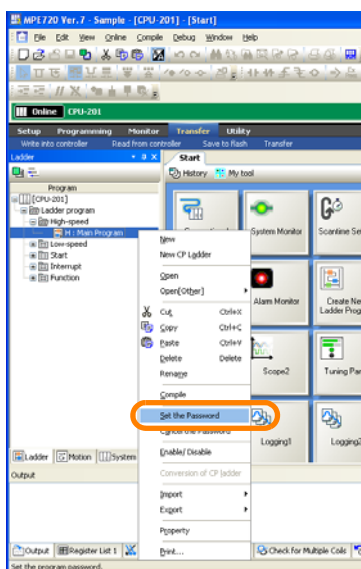 MPE720 Ver.7 - Sample - [CPU-201] - [Start]
File Edit View Online Compile Debug Window Help
Online CPU-201
Setup Programming Monitor Transfer Utility
Write into controller Read from controller Save to flash Transfer
Ladder
Start
History My tool
Program
[CPU-201]
Ladder program
High-speed
H : Main Program
Low-speed
Start
Interrupt
Function
System Monitor
Scantime Se
Alarm Monitor
Create Ne
Ladder Prog
Scope2
Tuning Par
Logging1
Logging2
New
New CP Ladder
Open
Open[Other]
Cut Ctrl+X
Copy Ctrl+C
Paste Ctrl+V
Delete Delete
Rename
Compile
Set the Password
Cancel the Password
Enable/ Disable
Conversion of CP ladder
Import
Export
Property
Print...
Ladder Motion System
Output
Output Register List 1
Check for Multiple Coils
Set the program password.